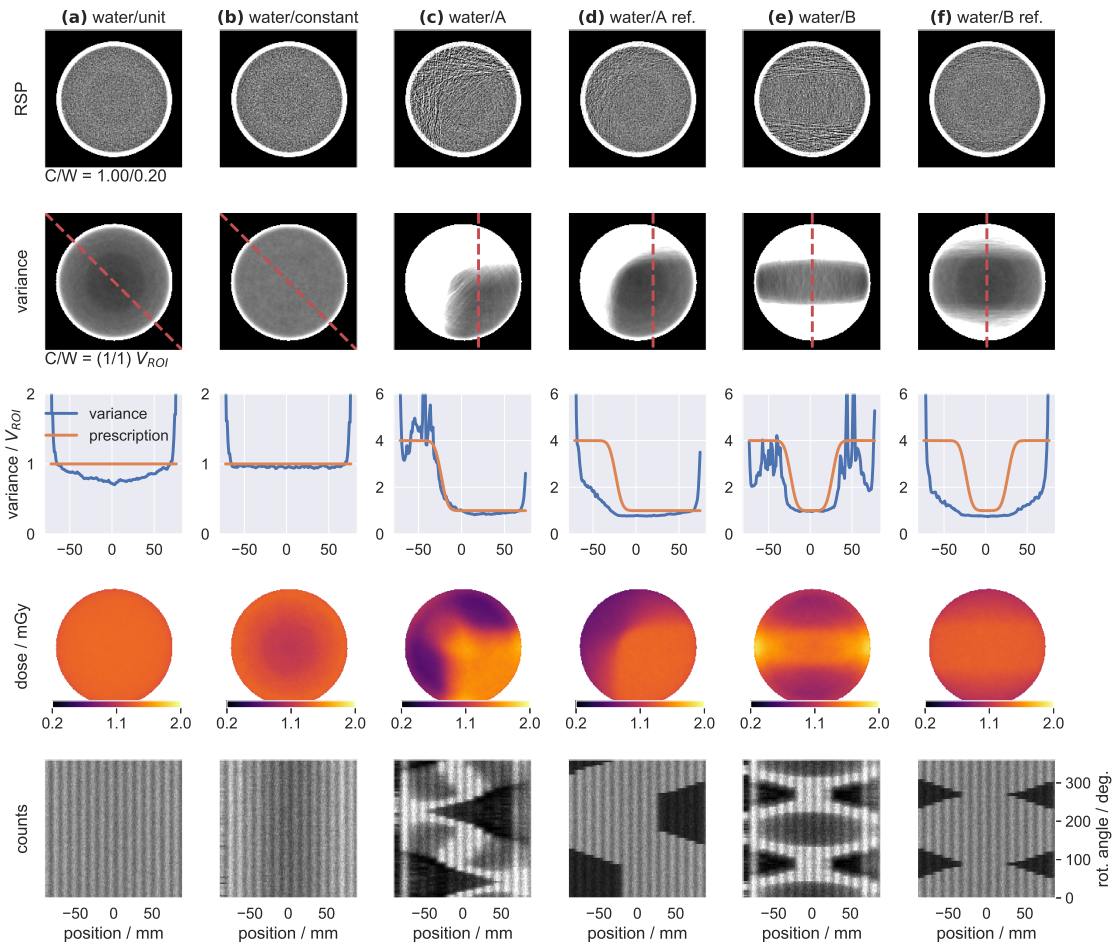 (a) water/unit (b) water/constant (c) water/A (d) water/A ref. (e) water/B (f) water/B ref.
RSP
C/W = 1.00/0.20
variance
C/W = (1/1) V_ROI
variance / V_ROI
2 2 6 6 6 6
variance
prescription
4 4 4 4
1 1
2 2 2 2
0 0 0 0 0 0
−50 0 50 −50 0 50 −50 0 50 −50 0 50 −50 0 50 −50 0 50
dose / mGy
0.2 1.1 2.0 0.2 1.1 2.0 0.2 1.1 2.0 0.2 1.1 2.0 0.2 1.1 2.0 0.2 1.1 2.0
counts
300
200
100
0
rot. angle / deg.
−50 0 50 −50 0 50 −50 0 50 −50 0 50 −50 0 50 −50 0 50
position / mm position / mm position / mm position / mm position / mm position / mm